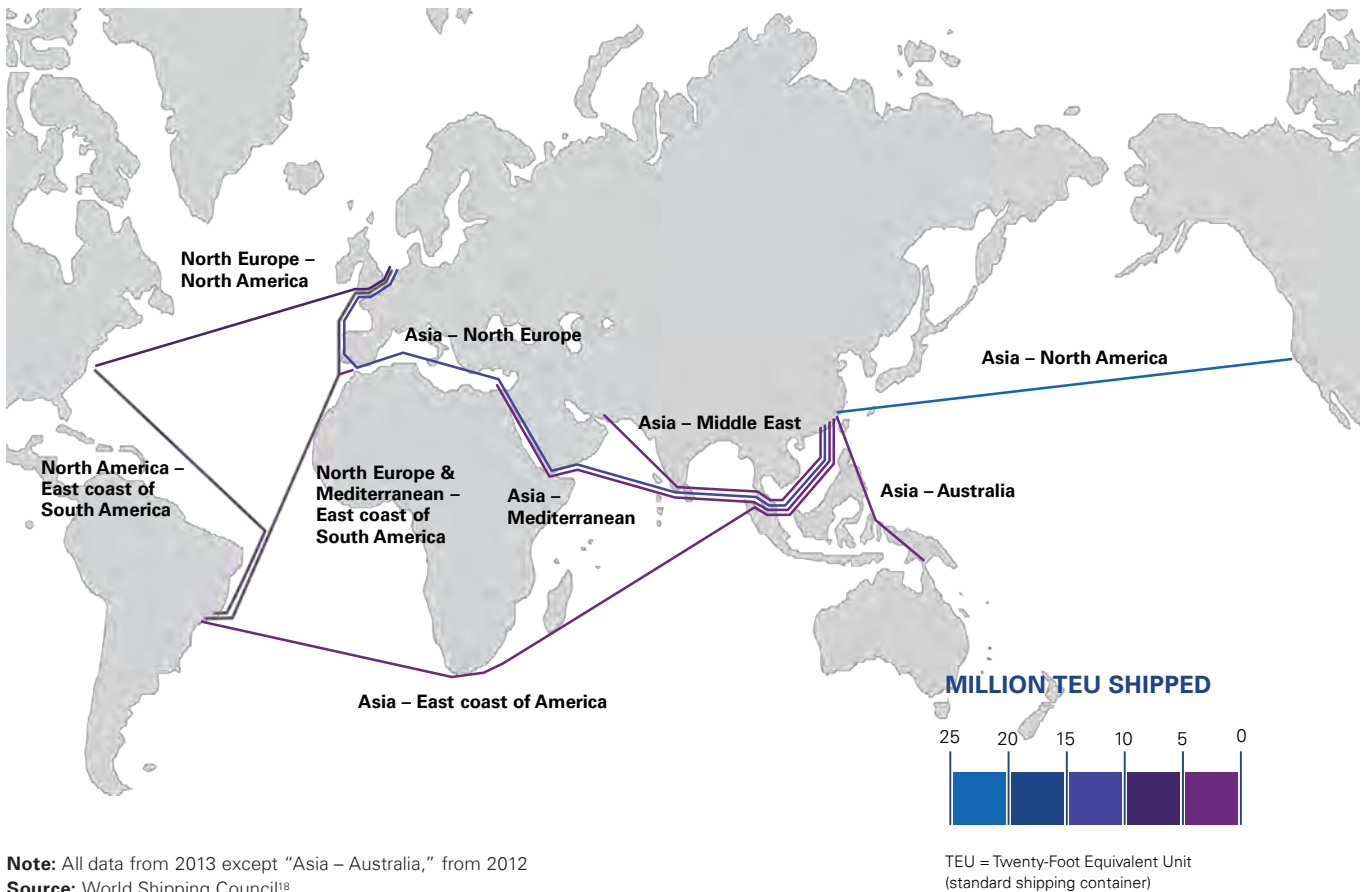 North Europe –
North America
Asia – North Europe
Asia – North America
Asia – Middle East
North America –
East coast of
South America
North Europe &
Mediterranean –
East coast of
South America
Asia –
Mediterranean
Asia – Australia
Asia – East coast of America
MILLION TEU SHIPPED
25 20 15 10 5 0
TEU = Twenty-Foot Equivalent Unit
(standard shipping container)
Note: All data from 2013 except “Asia – Australia,” from 2012
Source: World Shipping Council¹⁸